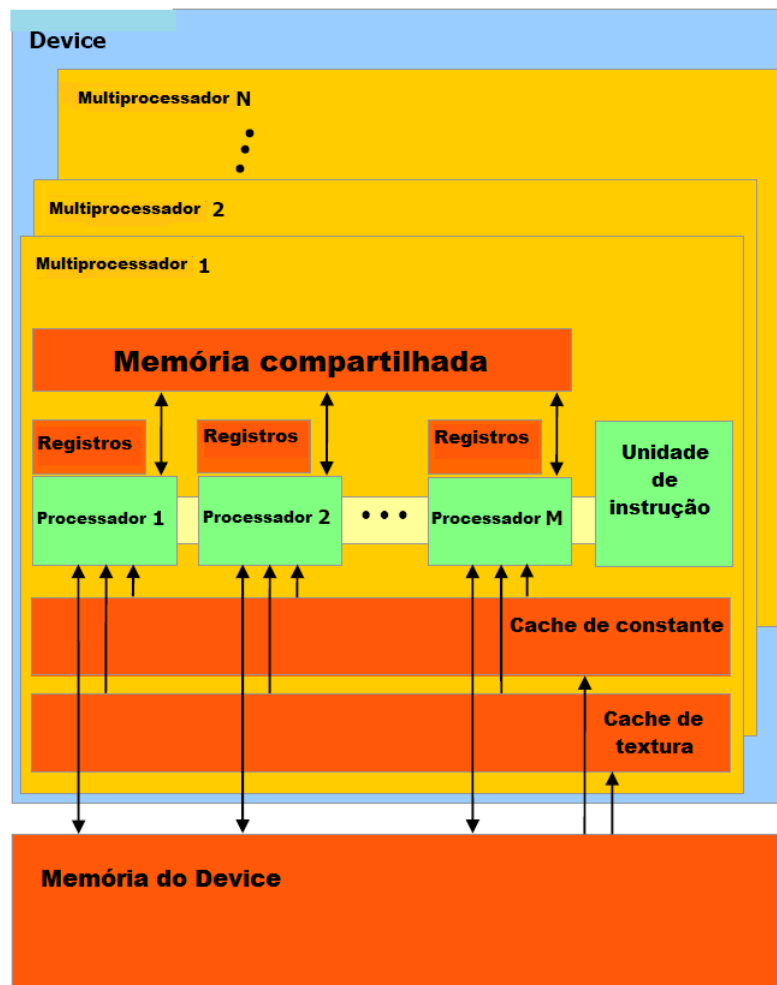 Device
Multiprocessador N
Multiprocessador 2
Multiprocessador 1
Memória compartilhada
Registros
Registros
Registros
Unidade
de
instrução
Processador 1
Processador 2
Processador M
Cache de constante
Cache de
textura
Memória do Device